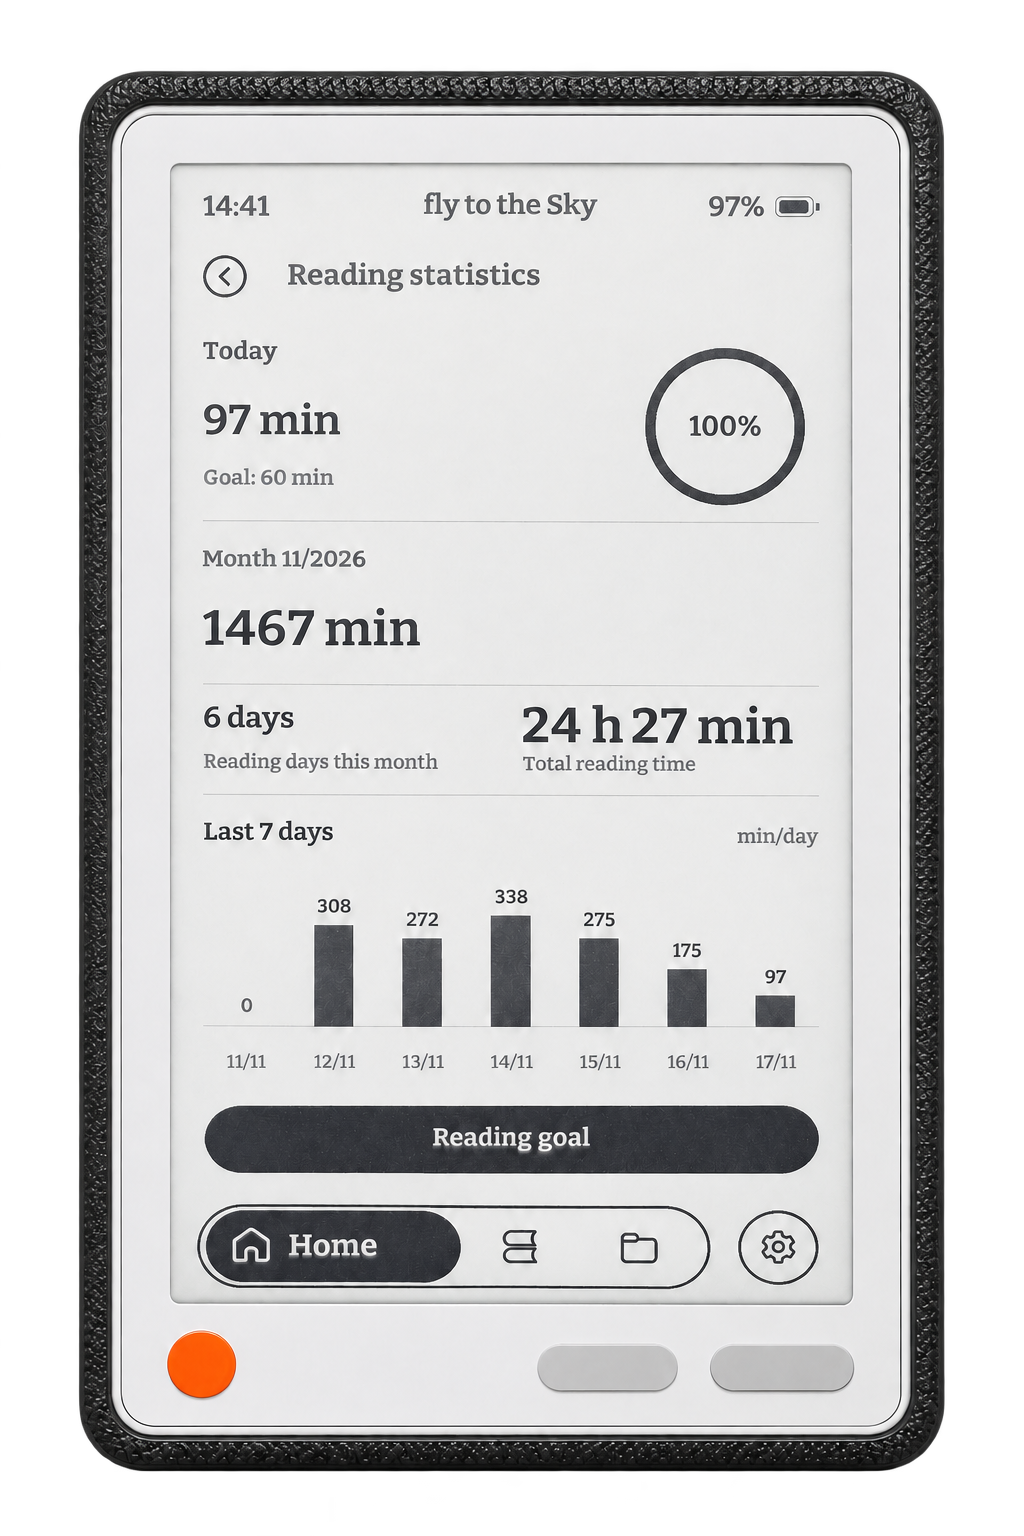 14:41 fly to the Sky 97%
Reading statistics
Today
97 min
100%
Goal: 60 min
Month 11/2026
1467 min
6 days
Reading days this month
24 h 27 min
Total reading time
Last 7 days
min/day
0 308 272 338 275 175 97
11/11 12/11 13/11 14/11 15/11 16/11 17/11
Reading goal
Home